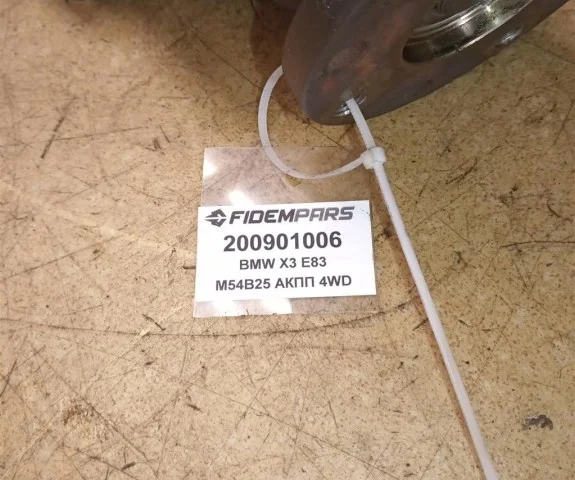 FIDEMPARS
200901006
BMW X3 E83
M54B25 АКПП 4WD